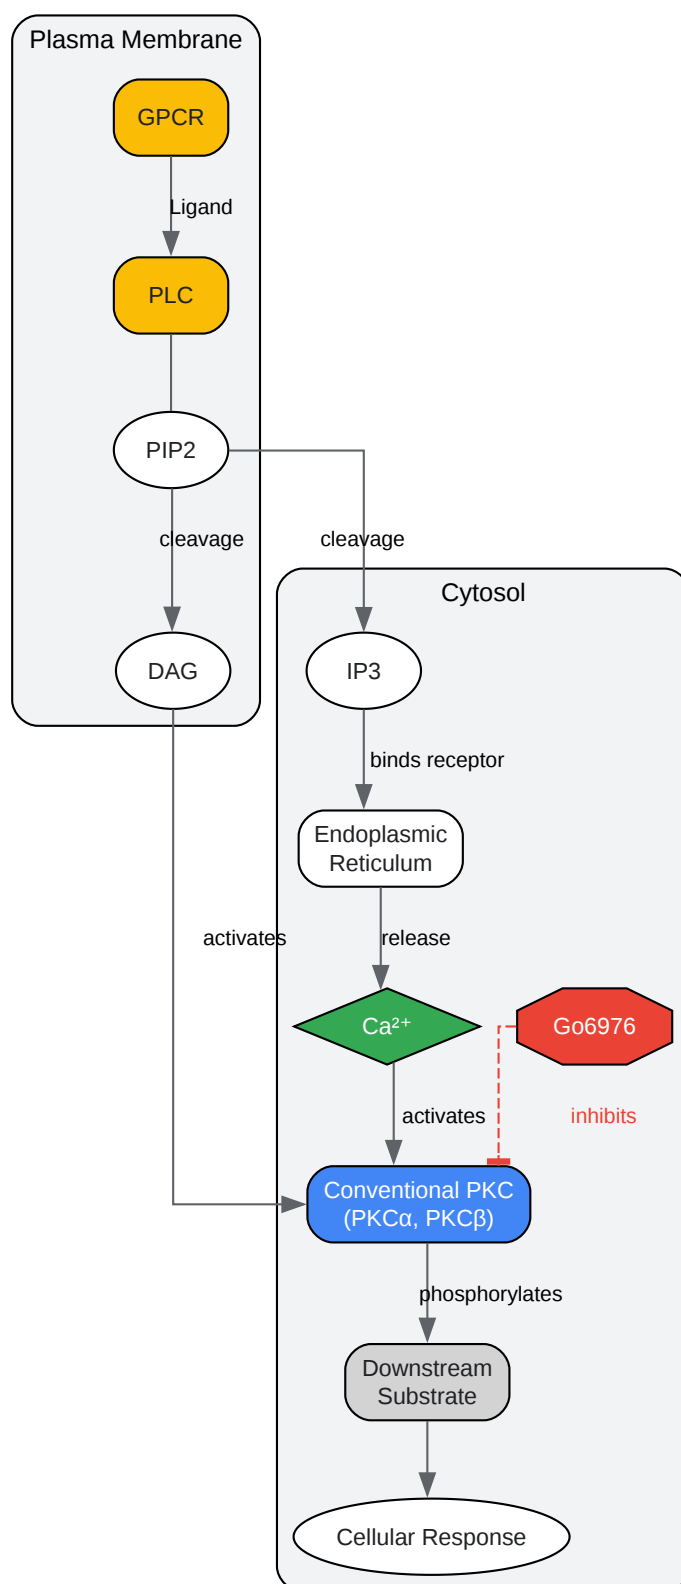 Plasma Membrane
GPCR
Ligand
PLC
PIP2
cleavage
cleavage
Cytosol
DAG
IP3
binds receptor
Endoplasmic
Reticulum
activates
release
Ca²⁺
Go6976
activates
inhibits
Conventional PKC
(PKCα, PKCβ)
phosphorylates
Downstream
Substrate
Cellular Response